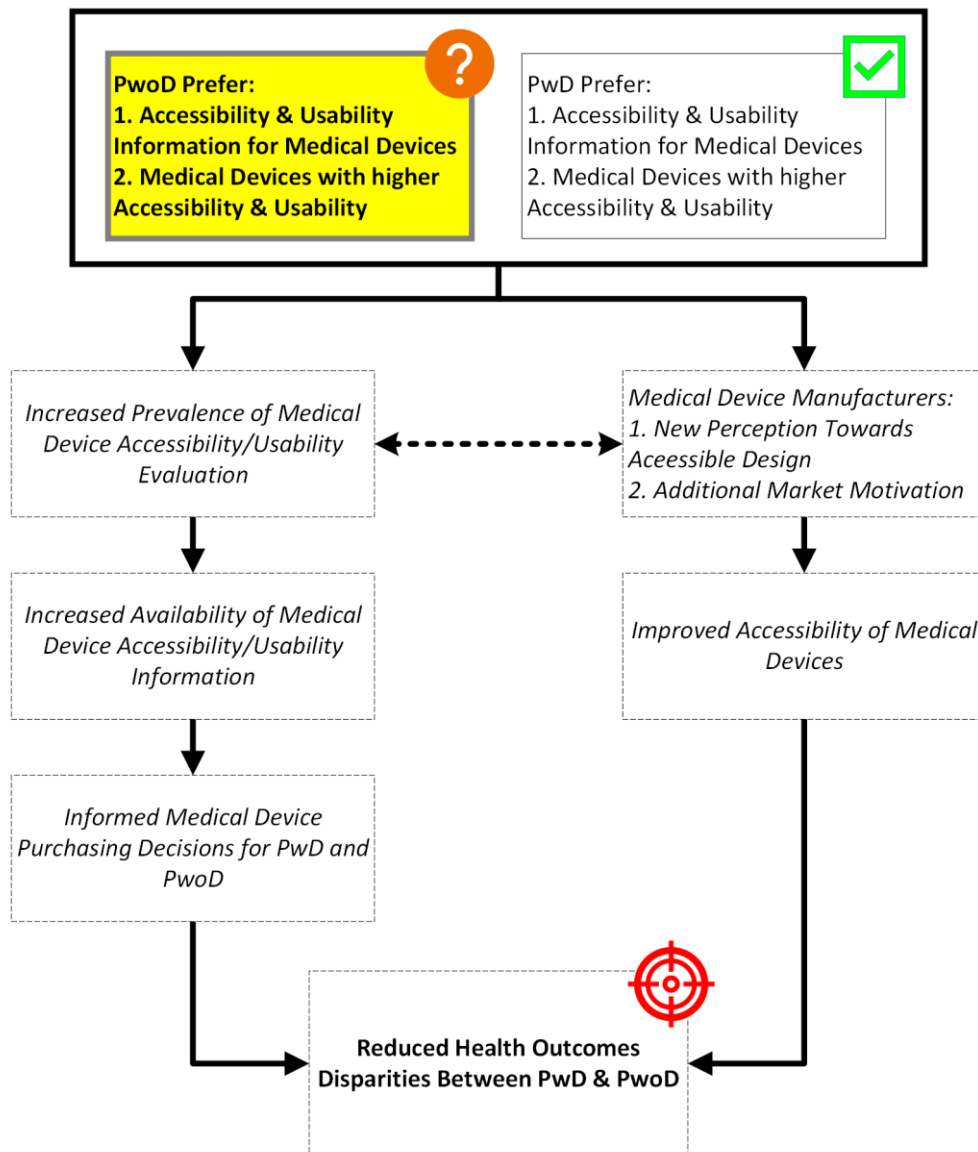 PwoD Prefer:
1. Accessibility & Usability
Information for Medical Devices
2. Medical Devices with higher
Accessibility & Usability
?
PwD Prefer:
1. Accessibility & Usability
Information for Medical Devices
2. Medical Devices with higher
Accessibility & Usability
Increased Prevalence of Medical
Device Accessibility/Usability
Evaluation
Medical Device Manufacturers:
1. New Perception Towards
Aceessible Design
2. Additional Market Motivation
Increased Availability of Medical
Device Accessibility/Usability
Information
Improved Accessibility of Medical
Devices
Informed Medical Device
Purchasing Decisions for PwD and
PwoD
Reduced Health Outcomes
Disparities Between PwD & PwoD